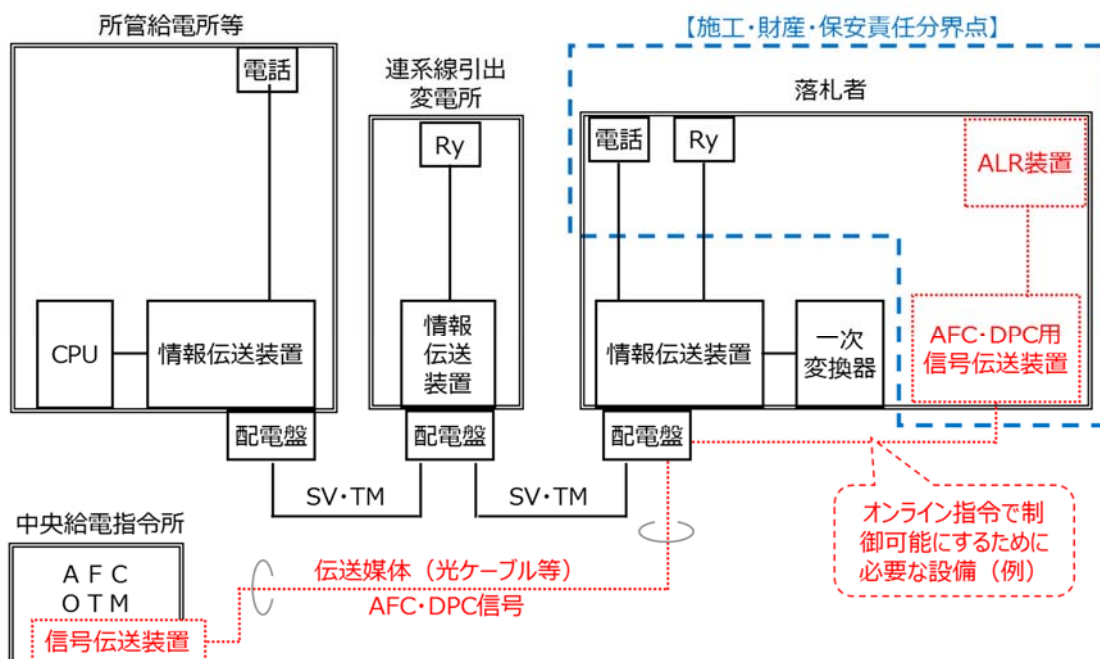 所管給電所等
電話
CPU
情報伝送装置
配電盤
連系線引出
変電所
Ry
情報
伝送
装置
配電盤
【施工・財産・保安責任分界点】
落札者
電話
Ry
ALR装置
情報伝送装置
一次
変換器
AFC・DPC用
信号伝送装置
配電盤
SV・TM
SV・TM
オンライン指令で制
御可能にするために
必要な設備（例）
中央給電指令所
ＡＦＣ
ＯＴＭ
信号伝送装置
伝送媒体（光ケーブル等）
AFC・DPC信号